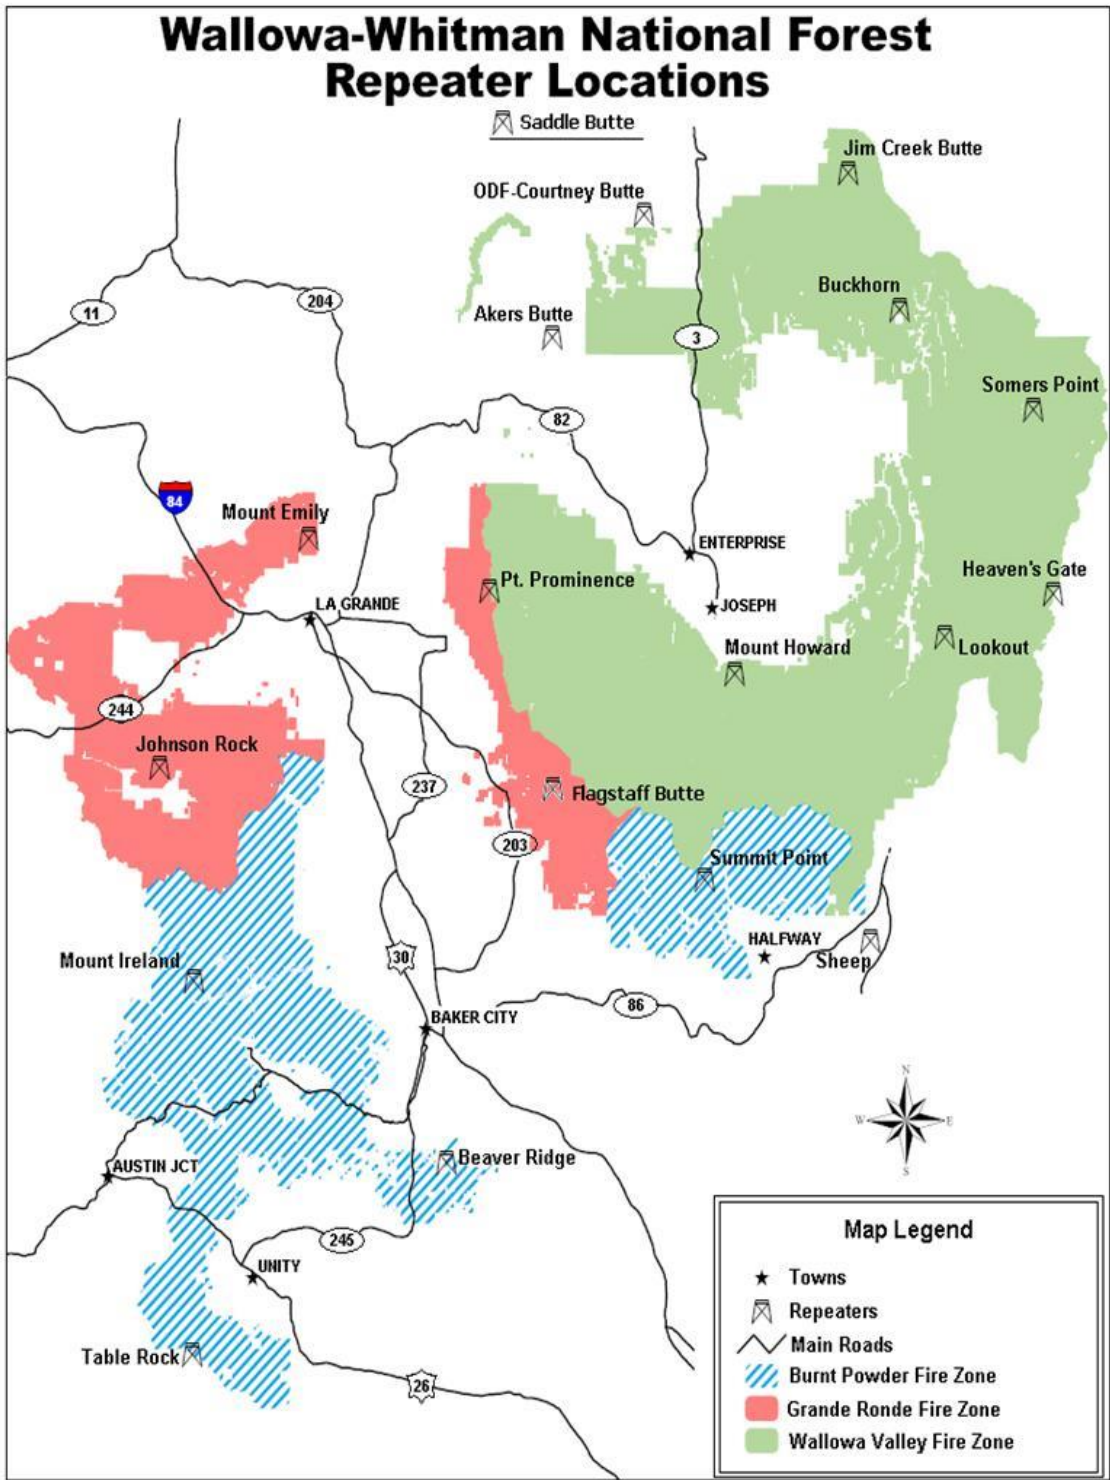 Wallowa-Whitman National Forest
Repeater Locations
Saddle Butte
Jim Creek Butte
ODF-Courtney Butte
Buckhorn
204
11
Akers Butte
3
Somers Point
82
84
Mount Emily
ENTERPRISE
Heaven's Gate
Pt. Prominence
LA GRANDE
JOSEPH
Mount Howard
Lookout
244
Johnson Rock
237
Flagstaff Butte
203
Summit Point
HALFWAY
30
Mount Ireland
Sheep
86
BAKER CITY
N
W
E
S
Beaver Ridge
AUSTIN JCT
245
UNITY
Table Rock
26
Map Legend
Towns
Repeaters
Main Roads
Burnt Powder Fire Zone
Grande Ronde Fire Zone
Wallowa Valley Fire Zone